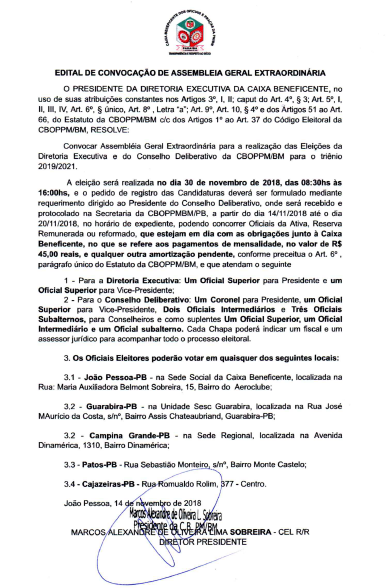 EDITAL DE CONVOCAÇÃO DE ASSEMBLEIA GERAL EXTRAORDINÁRIA
O PRESIDENTE DA DIRETORIA EXECUTIVA DA CAIXA BENEFICENTE, no
uso de suas atribuições constantes nos Artigos 3º, I, II; caput do Art. 4º, § 3; Art. 5º, I,
II, III, IV, Art. 6º, § único, Art. 8º , Letra "a"; Art. 9º, Art. 10, § 4º e dos Artigos 51 ao Art.
66, do Estatuto da CBOPPM/BM c/c dos Artigos 1º ao Art. 37 do Código Eleitoral da
CBOPPM/BM, RESOLVE:
Convocar Assembléia Geral Extraordinária para a realização das Eleições da
Diretoria Executiva e do Conselho Deliberativo da CBOPPM/BM para o triênio
2019/2021.
A eleição será realizada no dia 30 de novembro de 2018, das 08:30hs às
16:00hs, e o pedido de registro das Candidaturas deverá ser formulado mediante
requerimento dirigido ao Presidente do Conselho Deliberativo, onde será recebido e
protocolado na Secretaria da CBOPPMBM/PB, a partir do dia 14/11/2018 até o dia
20/11/2018, no horário de expediente, podendo concorrer Oficiais da Ativa, Reserva
Remunerada ou reformado, que estejam em dia com as obrigações junto à Caixa
Beneficente, no que se refere aos pagamentos de mensalidade, no valor de R$
45,00 reais, e qualquer outra amortização pendente, conforme preceitua o Art. 6º ,
parágrafo único do Estatuto da CBOPPM/BM, e que atendam o seguinte
1 - Para a Diretoria Executiva: Um Oficial Superior para Presidente e um
Oficial Superior para Vice-Presidente;
2 - Para o Conselho Deliberativo: Um Coronel para Presidente, um Oficial
Superior para Vice-Presidente, Dois Oficiais Intermediários e Três Oficiais
Subalternos, para Conselheiros e como suplentes Um Oficial Superior, um Oficial
Intermediário e um Oficial subalterno. Cada Chapa poderá indicar um fiscal e um
assessor jurídico para acompanhar todo o processo eleitoral.
3. Os Oficiais Eleitores poderão votar em quaisquer dos seguintes locais:
3.1 - João Pessoa-PB - na Sede Social da Caixa Beneficente, localizada na
Rua: Maria Auxiliadora Belmont Sobreira, 15, Bairro do Aeroclube;
3,2 - Guarabira-PB - na Unidade Sesc Guarabira, localizada na Rua José
MAurício da Costa, s/nº, Bairro Assis Chateaubriand, Guarabira-PB;
3,2 - Campina Grande-PB - na Sede Regional, localizada na Avenida
Dinamérica, 1310, Bairro Dinamérica;
3.3 - Patos-PB - Rua Sebastião Monteiro, s/nº, Bairro Monte Castelo;
3.4 - Cajazeiras-PB - Rua Romualdo Rolim, 377 - Centro.
João Pessoa, 14 de novembro de 2018
Marcos Alexandre de Oliveira L. Sobreira
Presidente da C.B. PM/BM
MARCOS ALEXANDRE DE OLIVEIRA LIMA SOBREIRA - CEL R/R
DIRETOR PRESIDENTE